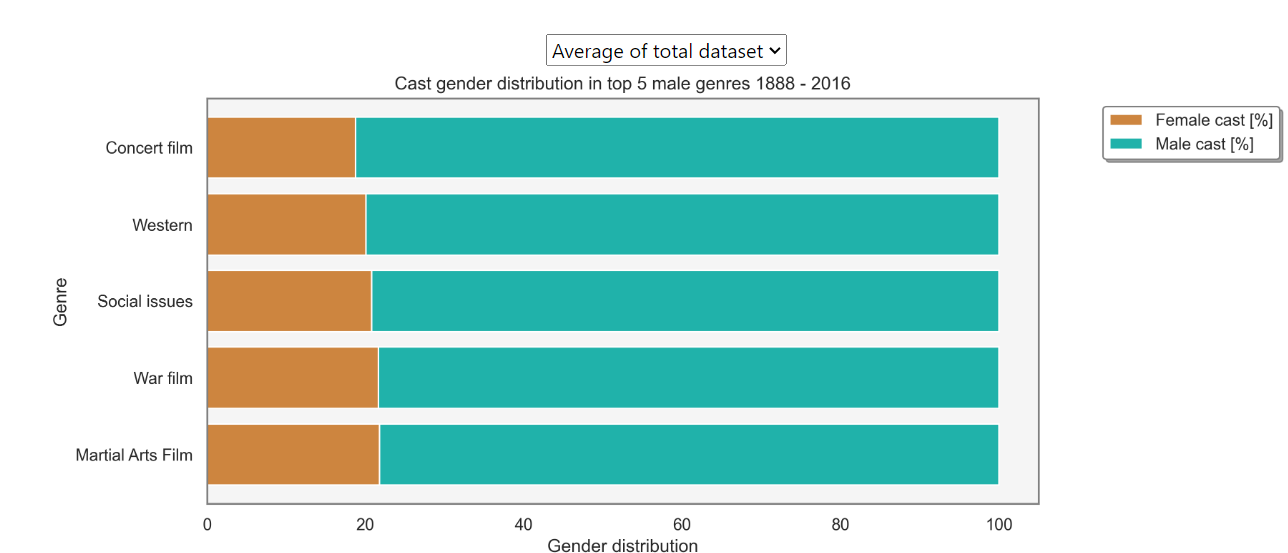 Average of total dataset
Cast gender distribution in top 5 male genres 1888 - 2016
Female cast [%]
Male cast [%]
Genre
Concert film
Western
Social issues
War film
Martial Arts Film
0 20 40 60 80 100
Gender distribution